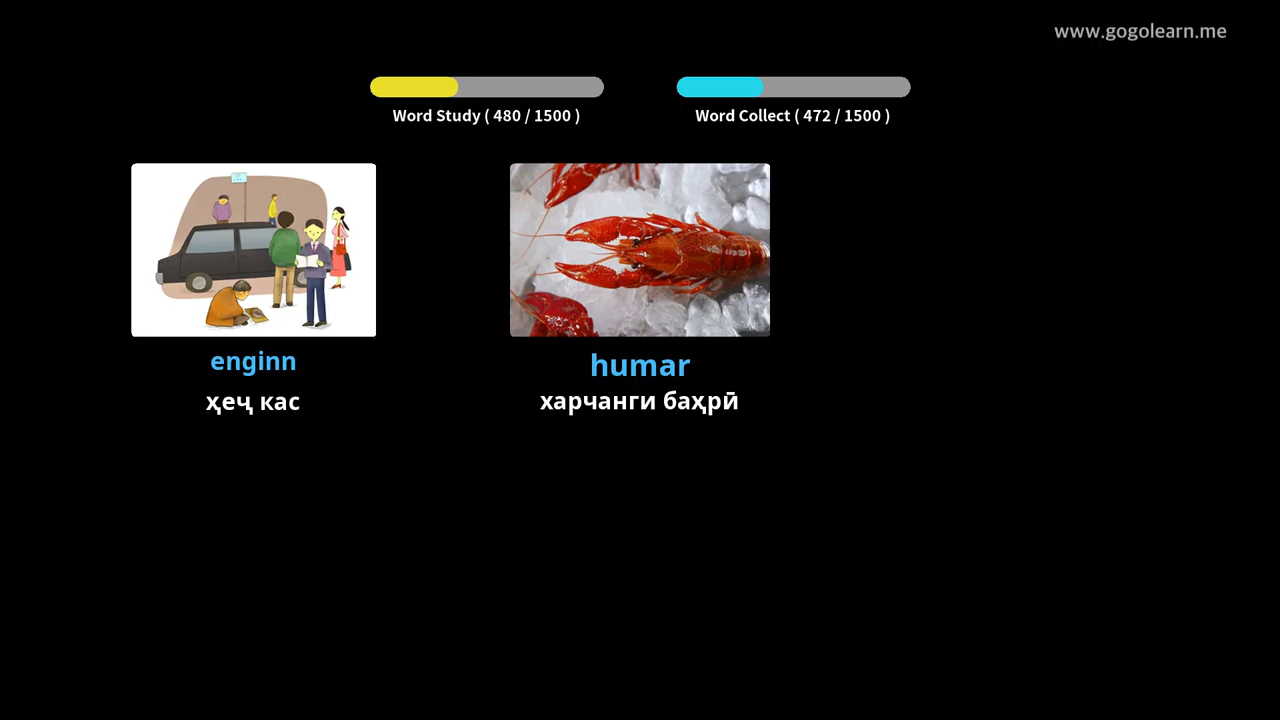 www.gogolearn.me
Word Study ( 480 / 1500 )
Word Collect ( 472 / 1500 )
enginn
ҳеҷ кас
humar
харчанги баҳрӣ